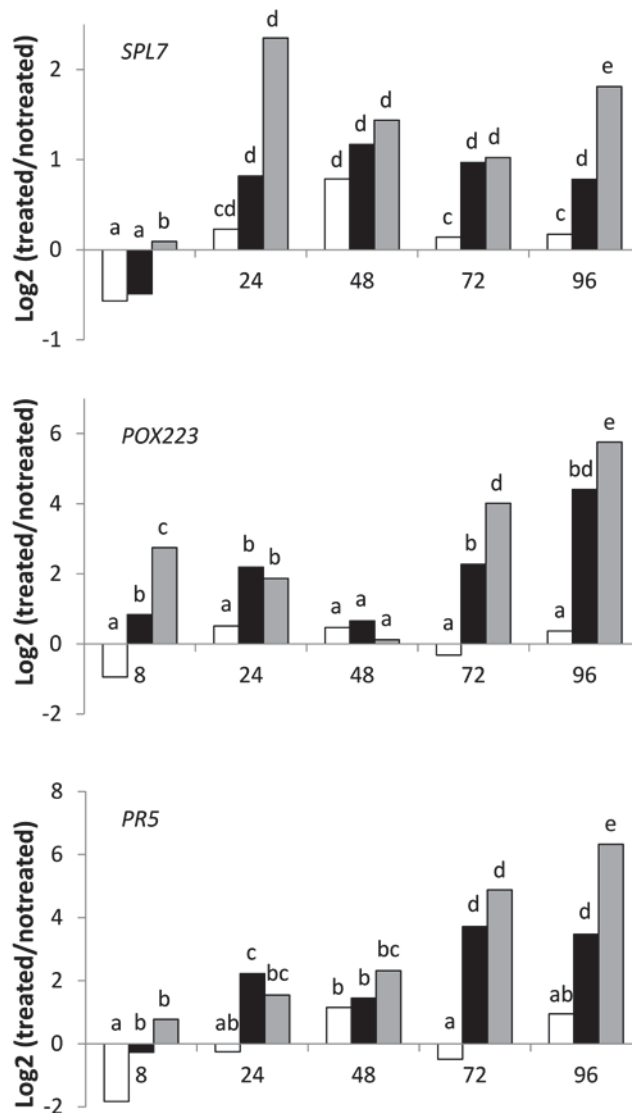 SPL7
Log2 (treated/notreated)
2
1
0
-1
a a b
cd d d
d d d
c d d
c d e
24 48 72 96
POX223
Log2 (treated/notreated)
6
4
2
0
-2
a b c
a b b
a a a
a b d
a bd e
8 24 48 72 96
PR5
Log2 (treated/notreated)
8
6
4
2
0
-2
a b b
ab c bc
b b bc
a d d
ab d e
8 24 48 72 96